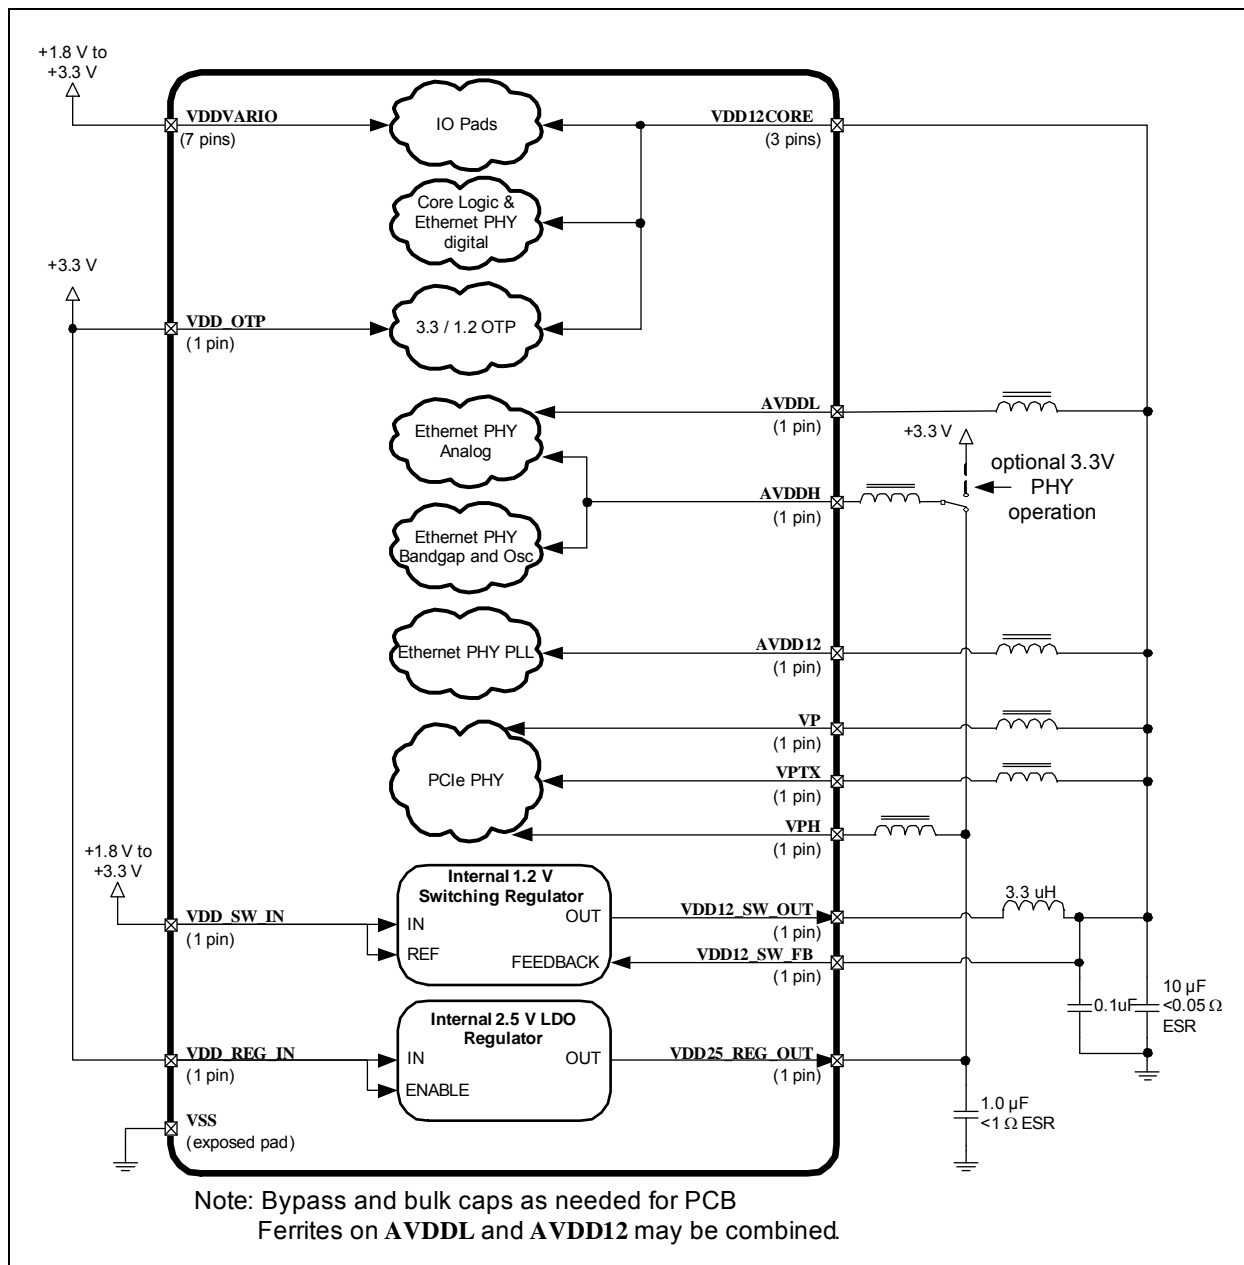 +1.8 V to
+3.3 V
VDDVARIO
(7 pins)
IO Pads
VDD12CORE
(3 pins)
Core Logic &
Ethernet PHY
digital
+3.3 V
VDD_OTP
(1 pin)
3.3 / 1.2 OTP
AVDDL
(1 pin)
Ethernet PHY
Analog
+3.3 V
optional 3.3V
PHY
operation
AVDDH
(1 pin)
Ethernet PHY
Bandgap and Osc
Ethernet PHY PLL
AVDD12
(1 pin)
VP
(1 pin)
PCIe PHY
VPTX
(1 pin)
VPH
(1 pin)
+1.8 V to
+3.3 V
Internal 1.2 V
Switching Regulator
VDD_SW_IN
(1 pin)
IN
REF
OUT
FEEDBACK
VDD12_SW_OUT
(1 pin)
3.3 uH
VDD12_SW_FB
(1 pin)
0.1uF
10 µF
<0.05 Ω
ESR
Internal 2.5 V LDO
Regulator
VDD_REG_IN
(1 pin)
IN
ENABLE
OUT
VDD25_REG_OUT
(1 pin)
1.0 µF
<1 Ω ESR
VSS
(exposed pad)
Note: Bypass and bulk caps as needed for PCB
Ferrites on AVDDL and AVDD12 may be combined.